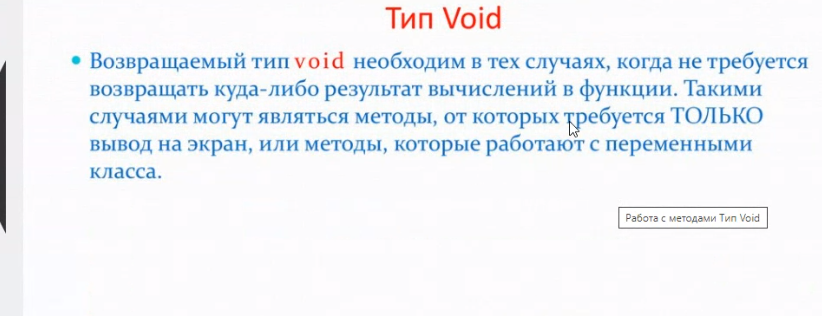 Тип Void
Возвращаемый тип void необходим в тех случаях, когда не требуется
возвращать куда-либо результат вычислений в функции. Такими
случаями могут являться методы, от которых требуется ТОЛЬКО
вывод на экран, или методы, которые работают с переменными
класса.
Работа с методами Тип Void